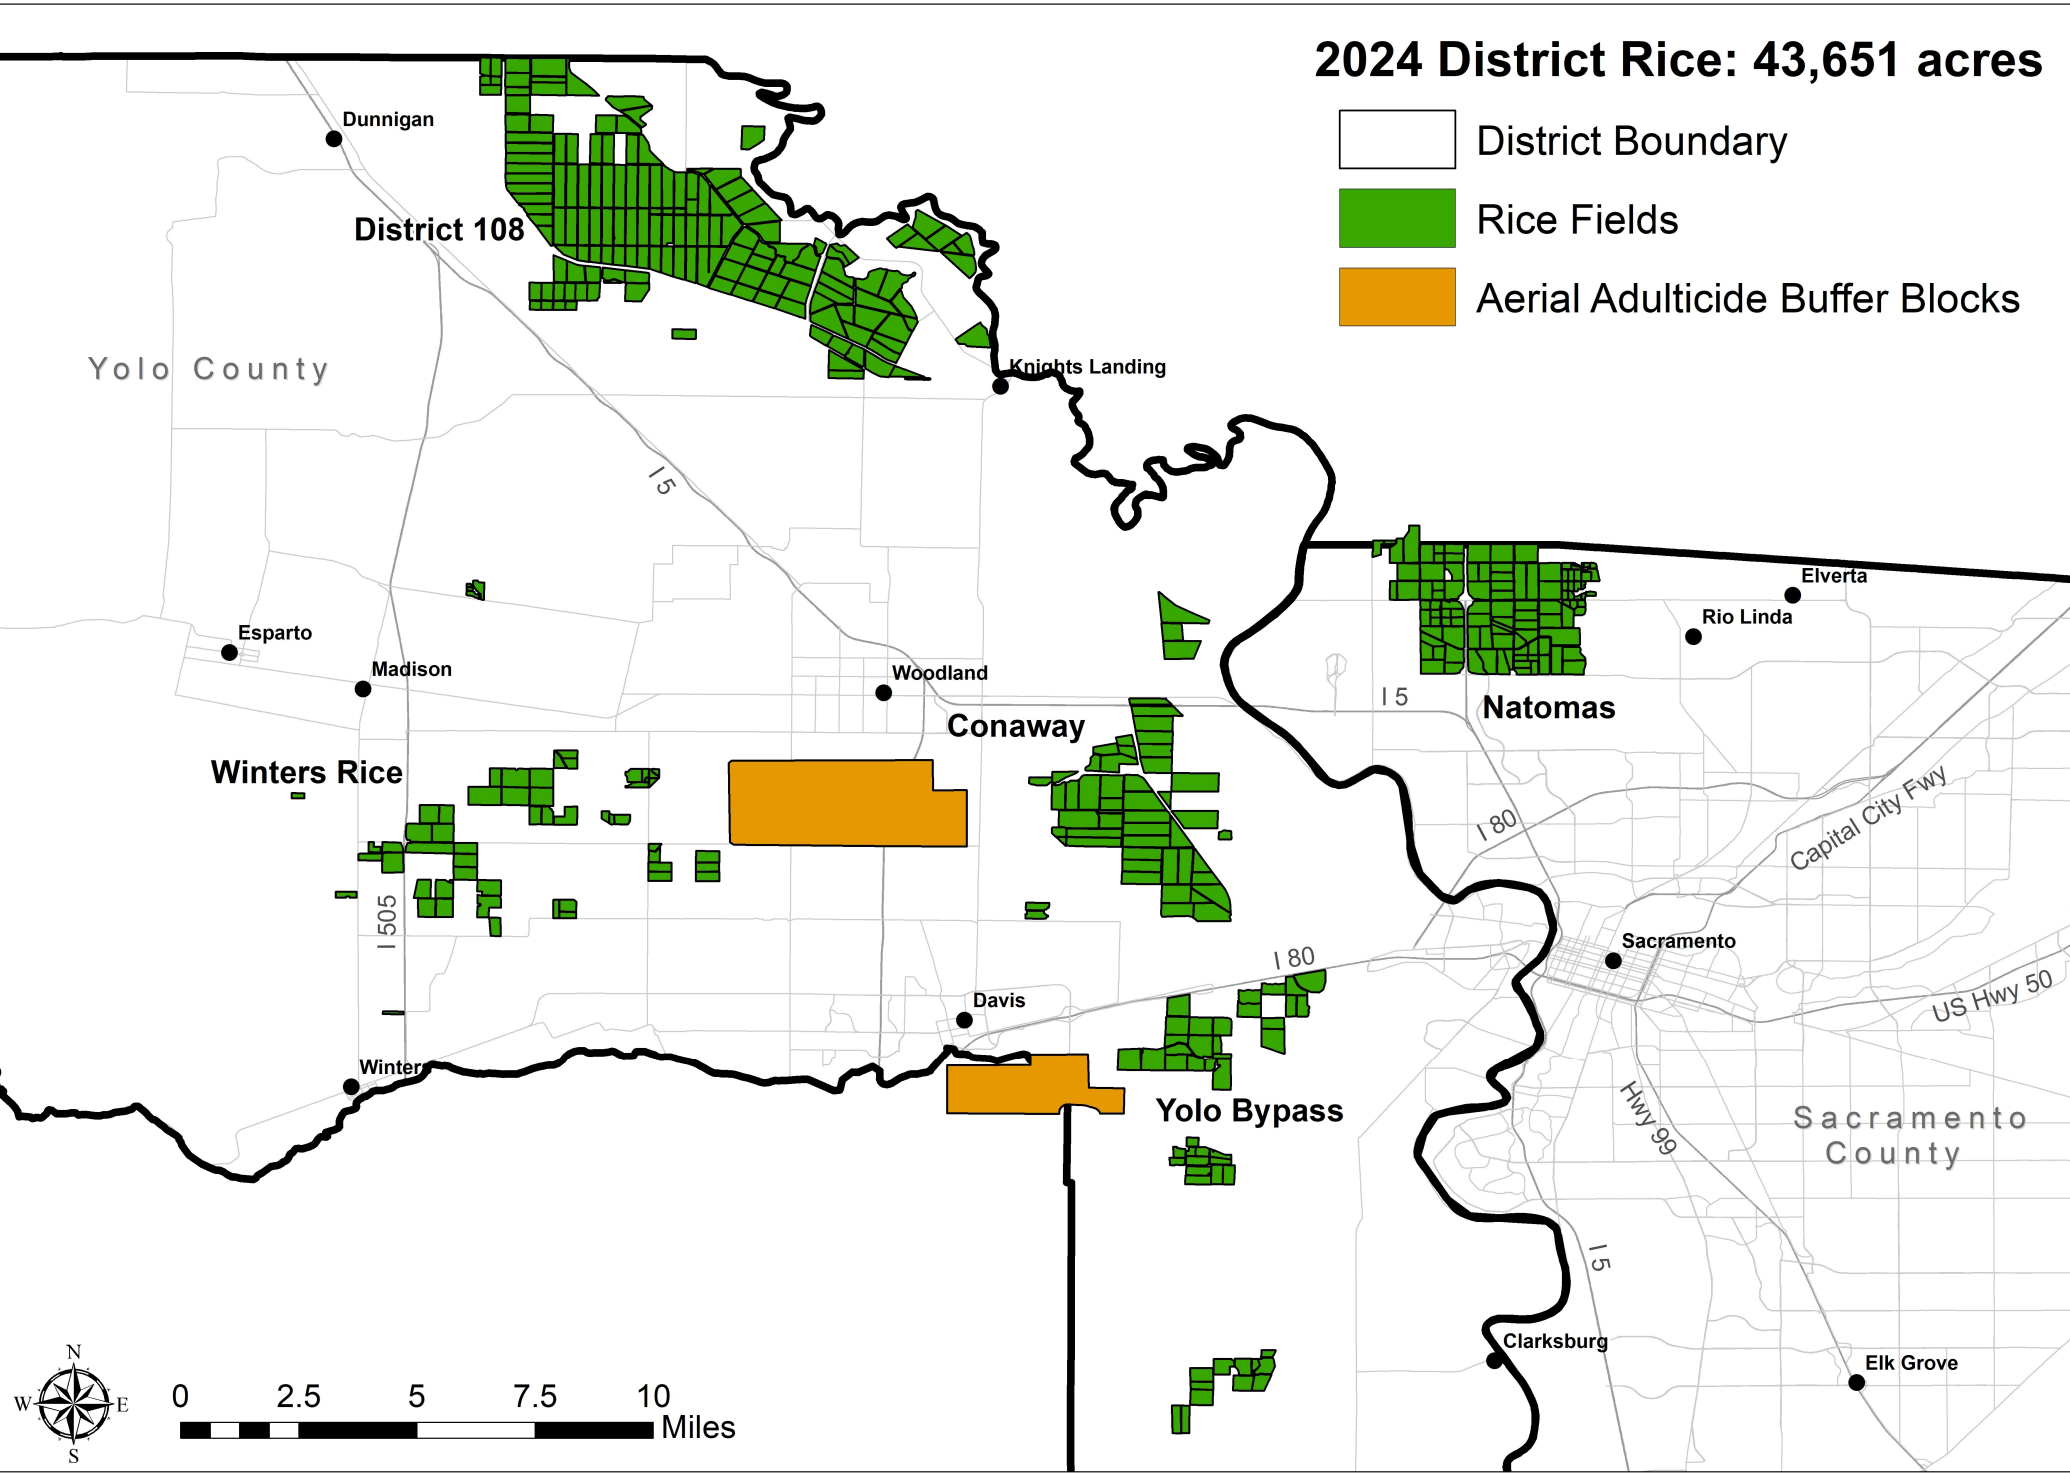 2024 District Rice: 43,651 acres
District Boundary
Rice Fields
Aerial Adulticide Buffer Blocks
Dunnigan
District 108
Yolo County
Knights Landing
I 5
Elverta
Rio Linda
Esparto
Madison
Woodland
I 5
Natomas
Conaway
Winters Rice
I 80
Capital City Fwy
I 505
Sacramento
I 80
US Hwy 50
Davis
Winters
Yolo Bypass
Hwy 99
Sacramento
County
I 5
Clarksburg
Elk Grove
N
W E
S
0 2.5 5 7.5 10
Miles